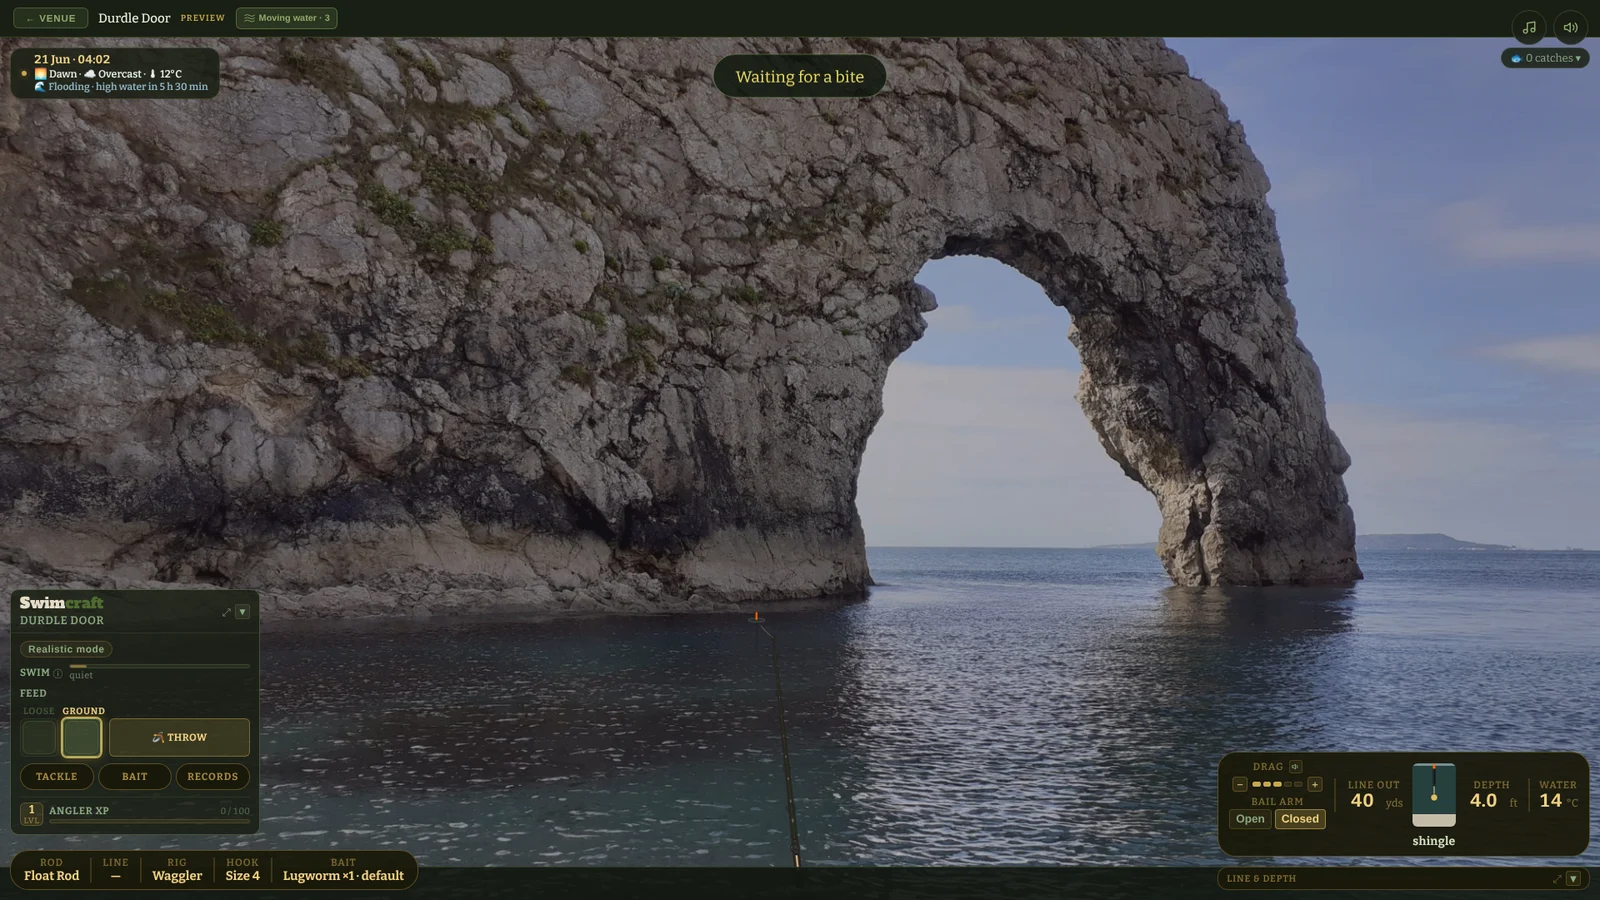 ← VENUE Durdle Door PREVIEW Moving water · 3
21 Jun · 04:02
Dawn · Overcast · 12°C
Flooding · high water in 5 h 30 min
Waiting for a bite
0 catches ▾
Swimcraft
DURDLE DOOR
Realistic mode
SWIM ⓘ quiet
FEED
LOOSE GROUND
THROW
TACKLE BAIT RECORDS
1 LVL ANGLER XP 0 / 100
ROD LINE RIG HOOK BAIT
Float Rod — Waggler Size 4 Lugworm ×1 · default
DRAG
− +
BAIL ARM
Open Closed
LINE OUT
40 yds
DEPTH
4.0 ft
WATER
14 °C
shingle
LINE & DEPTH